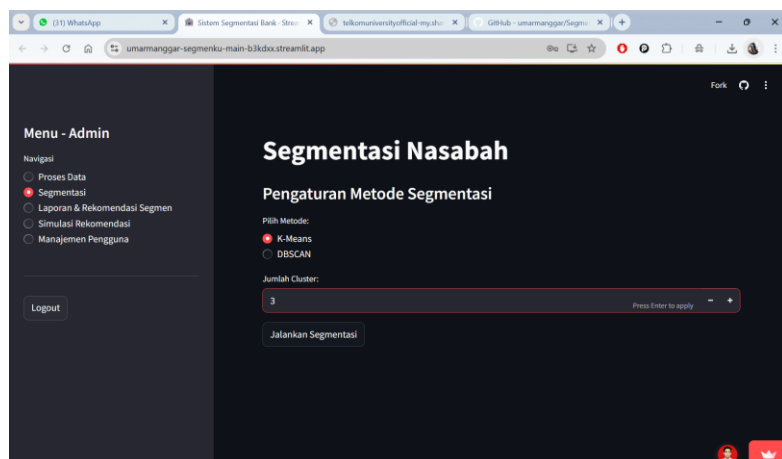 (31) WhatsApp
Sistem Segmentasi Bank · Strea
telkomuniversityofficial-my.shar
GitHub - umarmanggar/Segme
umarmanggar-segmenku-main-b3kdxx.streamlit.app
Fork
Menu - Admin
Navigasi
Proses Data
Segmentasi
Laporan & Rekomendasi Segmen
Simulasi Rekomendasi
Manajemen Pengguna
Logout
Segmentasi Nasabah
Pengaturan Metode Segmentasi
Pilih Metode:
K-Means
DBSCAN
Jumlah Cluster:
3
Press Enter to apply
Jalankan Segmentasi